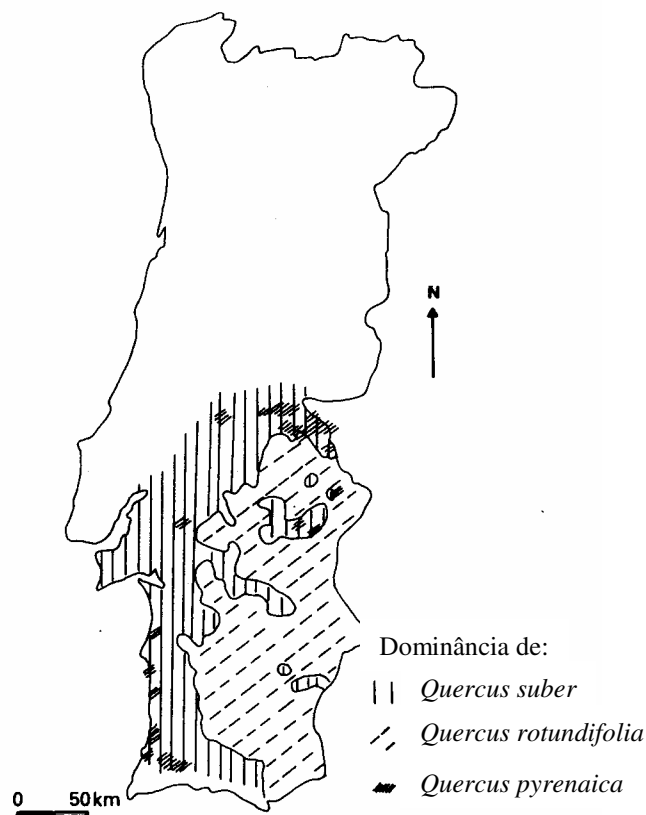 N
Dominância de:
Quercus suber
Quercus rotundifolia
Quercus pyrenaica
0 50km